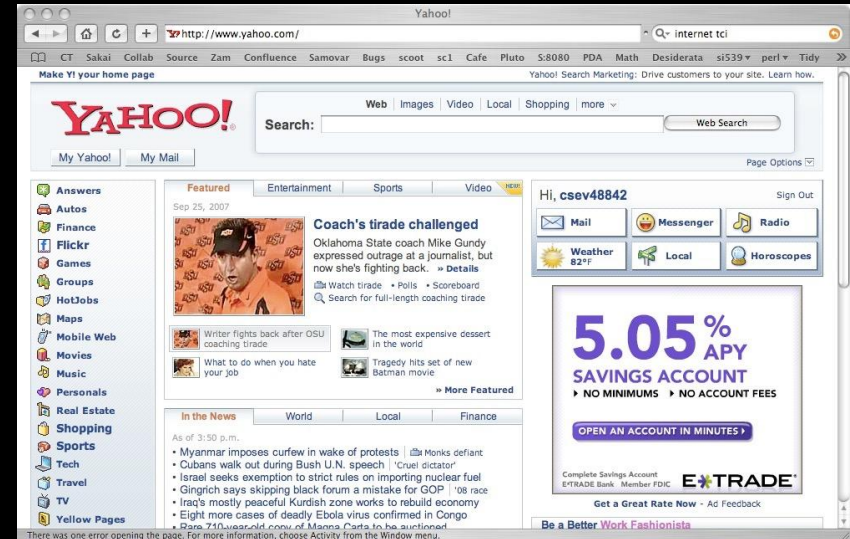 Yahoo!
http://www.yahoo.com/
internet tci
CT Sakai Collab Source Zam Confluence Samovar Bugs scoot sc1 Cafe Pluto S:8080 PDA Math Desiderata si539 perl Tidy
Make Y! your home page
Yahoo! Search Marketing: Drive customers to your site. Learn how.
YAHOO!
Web | Images | Video | Local | Shopping | more
Search:
Web Search
My Yahoo! My Mail
Page Options
Answers
Autos
Finance
Flickr
Games
Groups
HotJobs
Maps
Mobile Web
Movies
Music
Personals
Real Estate
Shopping
Sports
Tech
Travel
TV
Yellow Pages
Featured Entertainment Sports Video NEW!
Sep 25, 2007
Coach's tirade challenged
Oklahoma State coach Mike Gundy
expressed outrage at a journalist, but
now she's fighting back. » Details
Watch tirade • Polls • Scoreboard
Search for full-length coaching tirade
Writer fights back after OSU
coaching tirade
The most expensive dessert
in the world
What to do when you hate
your job
Tragedy hits set of new
Batman movie
» More Featured
In the News World Local Finance
As of 3:50 p.m.
• Myanmar imposes curfew in wake of protests | Monks defiant
• Cubans walk out during Bush U.N. speech | 'Cruel dictator'
• Israel seeks exemption to strict rules on importing nuclear fuel
• Gingrich says skipping black forum a mistake for GOP | '08 race
• Iraq's mostly peaceful Kurdish zone works to rebuild economy
• Eight more cases of deadly Ebola virus confirmed in Congo
• Rare 710-year-old copy of Magna Carta to be auctioned
Hi, csev48842
Sign Out
Mail
Messenger
Radio
Weather
82°F
Local
Horoscopes
5.05% APY
SAVINGS ACCOUNT
NO MINIMUMS NO ACCOUNT FEES
OPEN AN ACCOUNT IN MINUTES
Complete Savings Account
E*TRADE Bank Member FDIC
E*TRADE
Get a Great Rate Now - Ad Feedback
Be a Better Work Fashionista
There was one error opening the page. For more information, choose Activity from the Window menu.